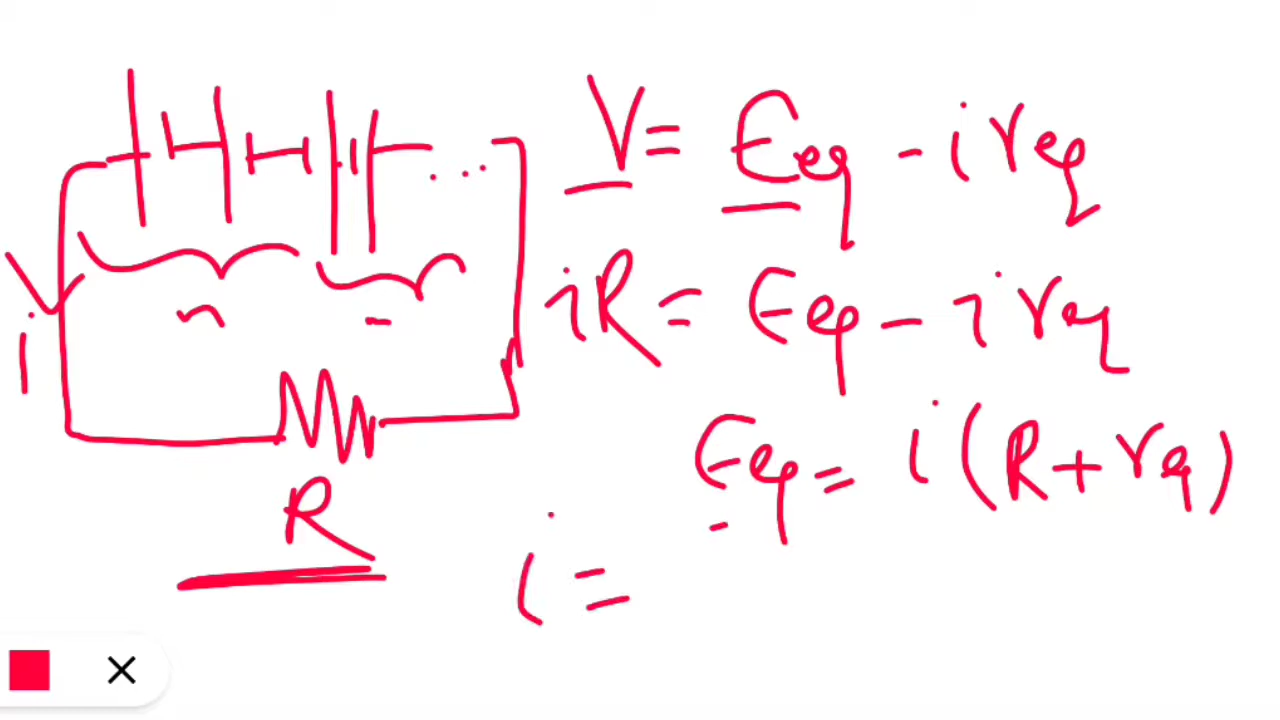 V = Eeq - i req
iR = Eeq - i req
Eeq = i (R + req)
i =
i
n
R